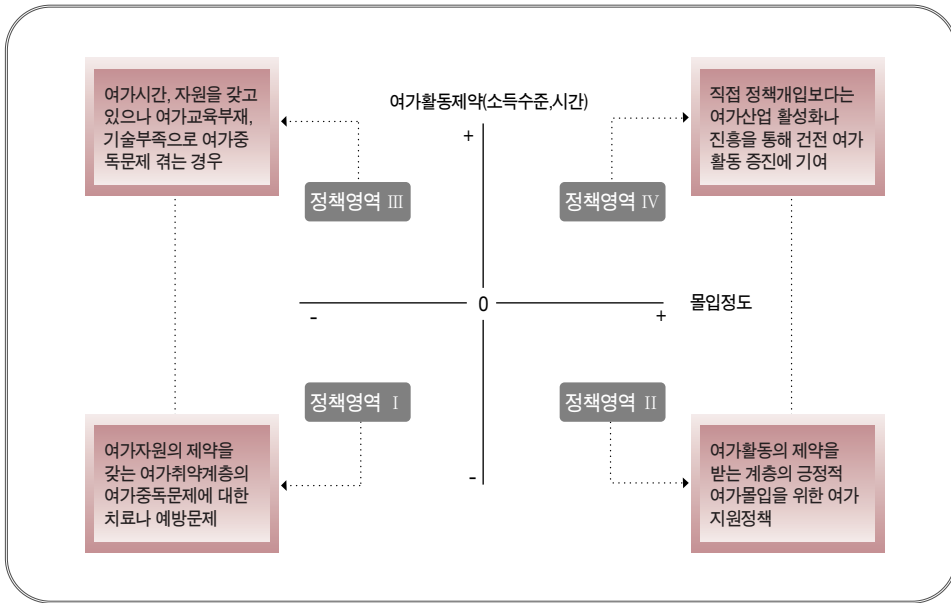 여가시간, 자원을 갖고
있으나 여가교육부재,
기술부족으로 여가중
독문제 겪는 경우
여가활동제약(소득수준,시간)
+
직접 정책개입보다는
여가산업 활성화나
진흥을 통해 건전 여가
활동 증진에 기여
정책영역 Ⅲ
정책영역 Ⅳ
0
몰입정도
-
+
정책영역 Ⅰ
정책영역 Ⅱ
여가자원의 제약을
갖는 여가취약계층의
여가중독문제에 대한
치료나 예방문제
-
여가활동의 제약을
받는 계층의 긍정적
여가몰입을 위한 여가
지원정책